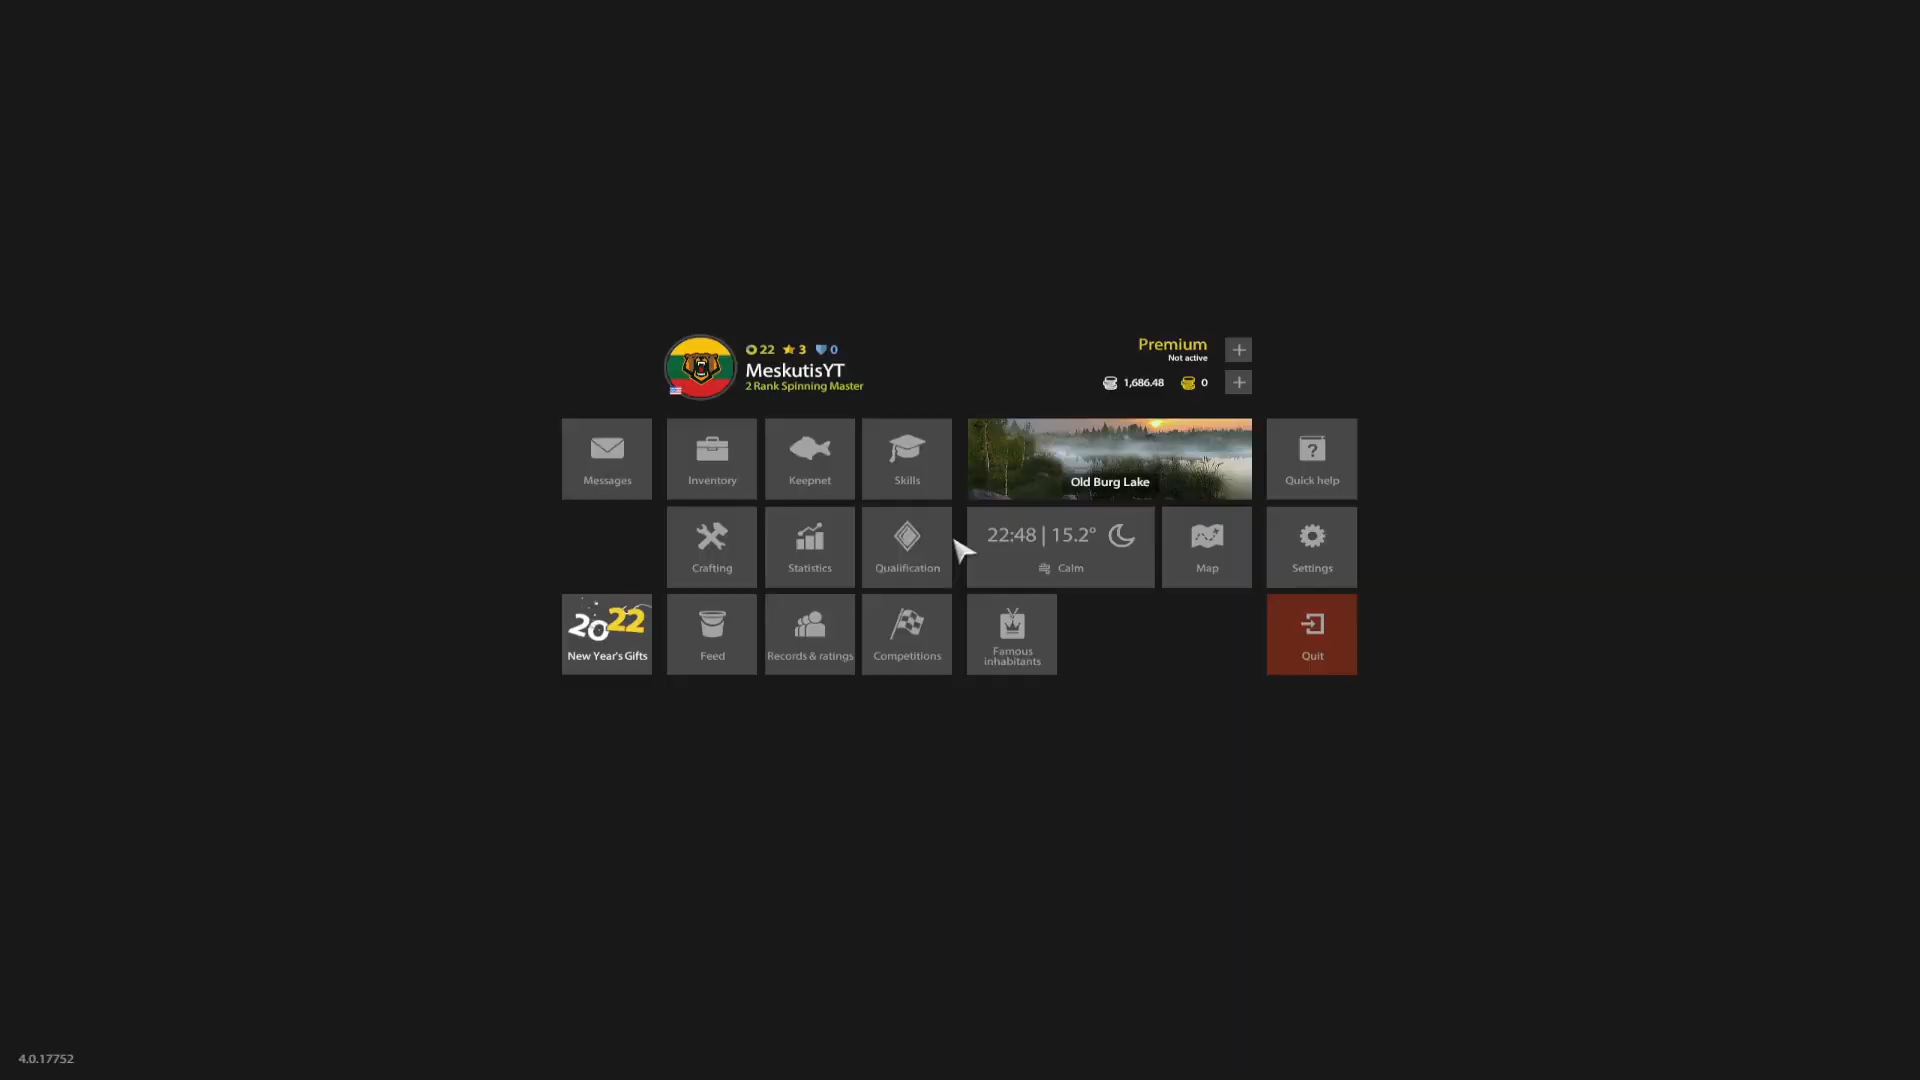 22 3 0
MeskutisYT
2 Rank Spinning Master
Premium
Not active
1,686.48 0
Messages
Inventory
Keepnet
Skills
Old Burg Lake
Quick help
Crafting
Statistics
Qualification
22:48 | 15.2°
Calm
Map
Settings
2022
New Year's Gifts
Feed
Records & ratings
Competitions
Famous
inhabitants
Quit
4.0.17752